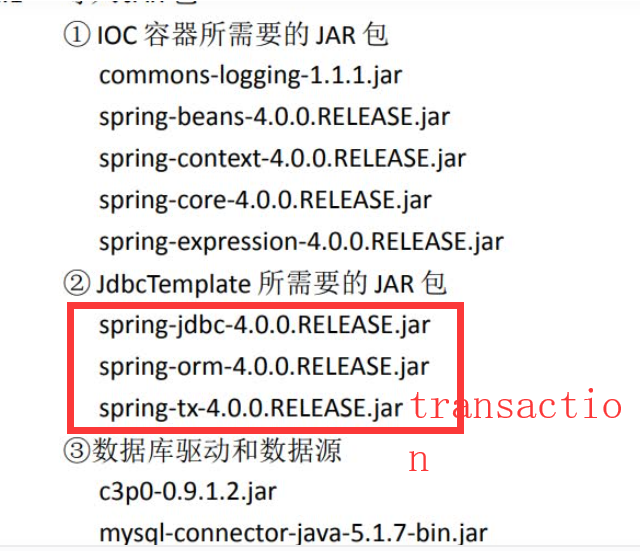 ① IOC 容器所需要的 JAR 包
commons-logging-1.1.1.jar
spring-beans-4.0.0.RELEASE.jar
spring-context-4.0.0.RELEASE.jar
spring-core-4.0.0.RELEASE.jar
spring-expression-4.0.0.RELEASE.jar
② JdbcTemplate 所需要的 JAR 包
spring-jdbc-4.0.0.RELEASE.jar
spring-orm-4.0.0.RELEASE.jar
spring-tx-4.0.0.RELEASE.jar transactio
n
③数据库驱动和数据源
c3p0-0.9.1.2.jar
mysql-connector-java-5.1.7-bin.jar